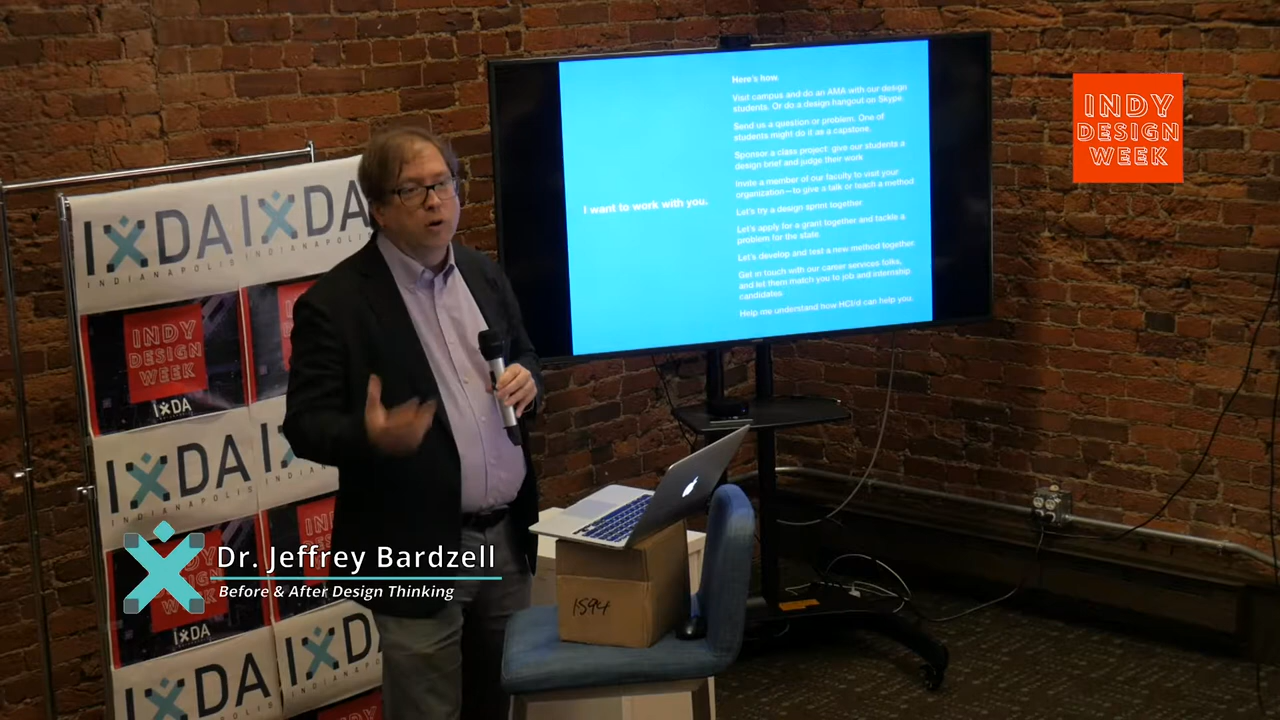 Here's how.
Visit campus and do an AMA with our design
students. Or do a design hangout on Skype
Send us a question or problem. One of
students might do it as a capstone.
Sponsor a class project: give our students a
design brief and judge their work
Invite a member of our faculty to visit your
organization—to give a talk or teach a method
I want to work with you.
Let's try a design sprint together
Let's apply for a grant together and tackle a
problem for the state
Let's develop and test a new method together
Get in touch with our career services folks,
and let them match you to job and internship
candidates
Help me understand how HCI/d can help you.
INDY
DESIGN
WEEK
IXDA
INDIANAPOLIS
IXDA
INDIANAPOLIS
INDY
DESIGN
WEEK
IXDA
IXDA
INDIANAPOLIS
IXDA
IXDA
IXDA
1594
Dr. Jeffrey Bardzell
Before & After Design Thinking